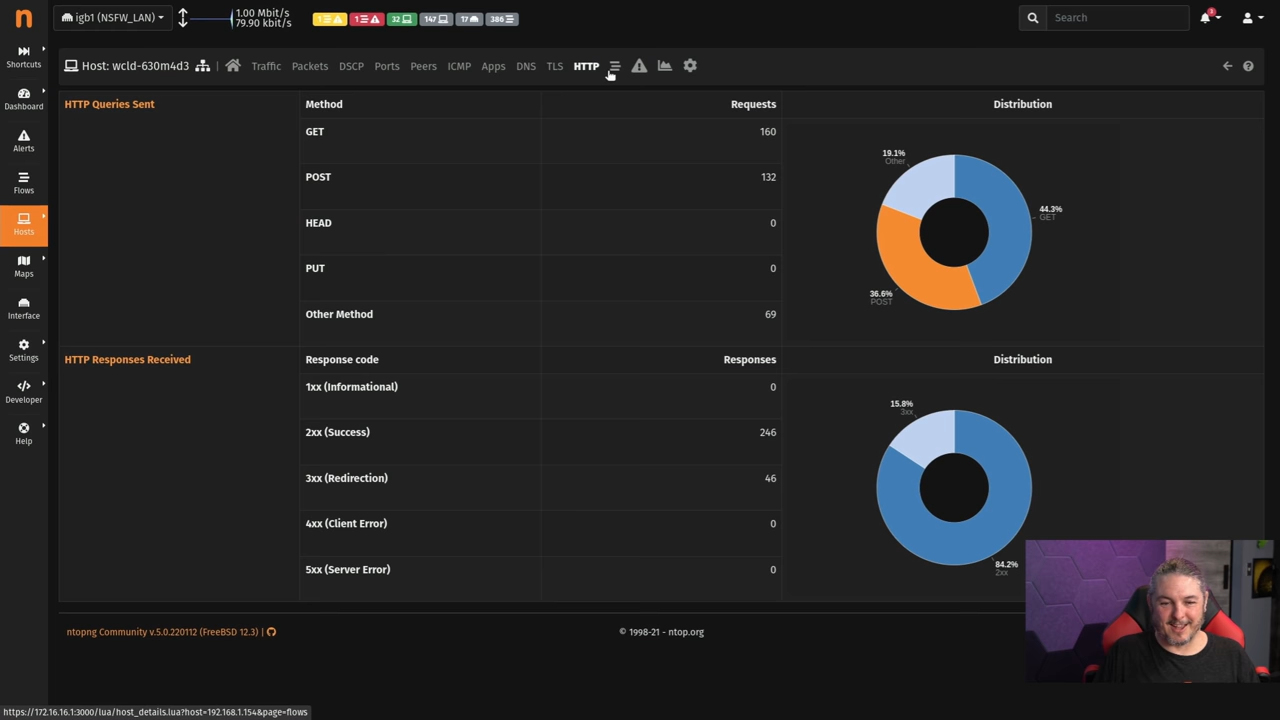 igb1 (NSFW_LAN)
1.00 Mbit/s
79.90 kbit/s
1
1
32
147
17
386
Search
3
Shortcuts
Dashboard
Alerts
Flows
Hosts
Maps
Interface
Settings
Developer
Help
Host: wcld-630m4d3 | Traffic Packets DSCP Ports Peers ICMP Apps DNS TLS HTTP
HTTP Queries Sent Method Requests Distribution
GET 160
POST 132
HEAD 0
PUT 0
Other Method 69
19.1%
Other
44.3%
GET
36.6%
POST
HTTP Responses Received Response code Responses Distribution
1xx (Informational) 0
2xx (Success) 246
3xx (Redirection) 46
4xx (Client Error) 0
5xx (Server Error) 0
15.8%
3xx
84.2%
2xx
ntopng Community v.5.0.220112 (FreeBSD 12.3) |
© 1998-21 - ntop.org
https://172.16.16.1:3000/lua/host_details.lua?host=192.168.1.154&page=flows